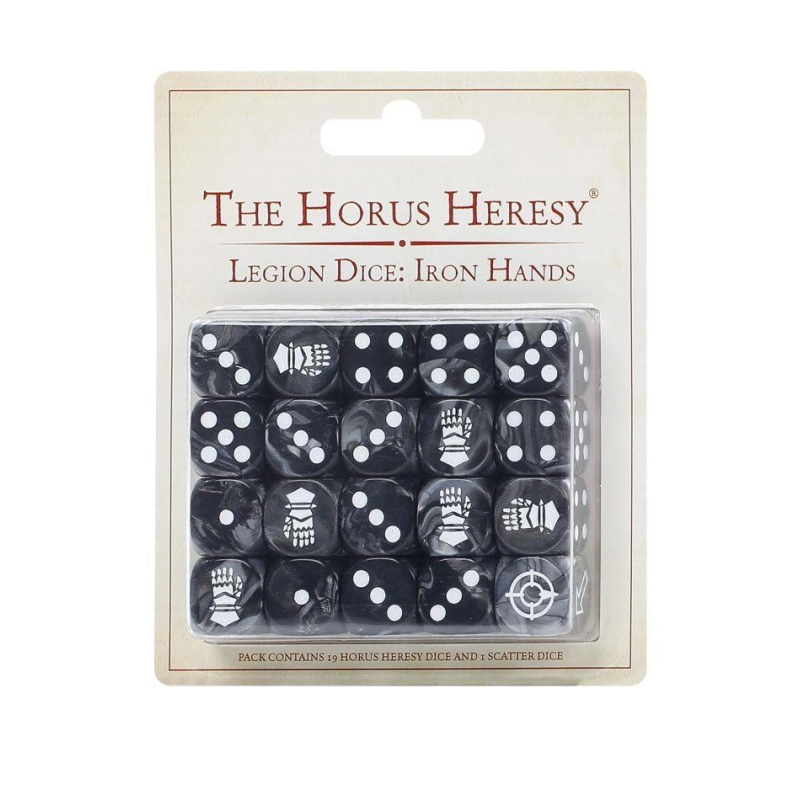 THE HORUS HERESY®
LEGION DICE: IRON HANDS
PACK CONTAINS 19 HORUS HERESY DICE AND 1 SCATTER DICE